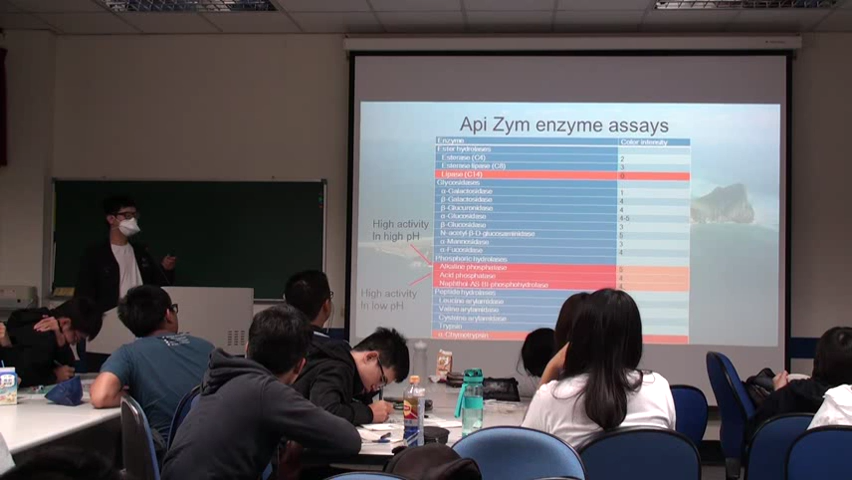 Api Zym enzyme assays
Enzyme Color intensity
Ester hydrolases
Esterase (C4) 2
Esterase lipase (C8) 3
Lipase (C14) 0
Glycosidases
α-Galactosidase 1
β-Galactosidase 4
β-Glucuronidase 4
α-Glucosidase 4-5
β-Glucosidase 3
N-acetyl β-D-glucosaminidase 5
α-Mannosidase 3
α-Fucosidase 4
Phosphoric hydrolases
Alkaline phosphatase 5
Acid phosphatase 4
Naphthol-AS-BI-phosphohydrolase
Peptide hydrolases
Leucine arylamidase
Valine arylamidase
Cysteine arylamidase
Trypsin
α-Chymotrypsin
High activity
In high pH
High activity
In low pH